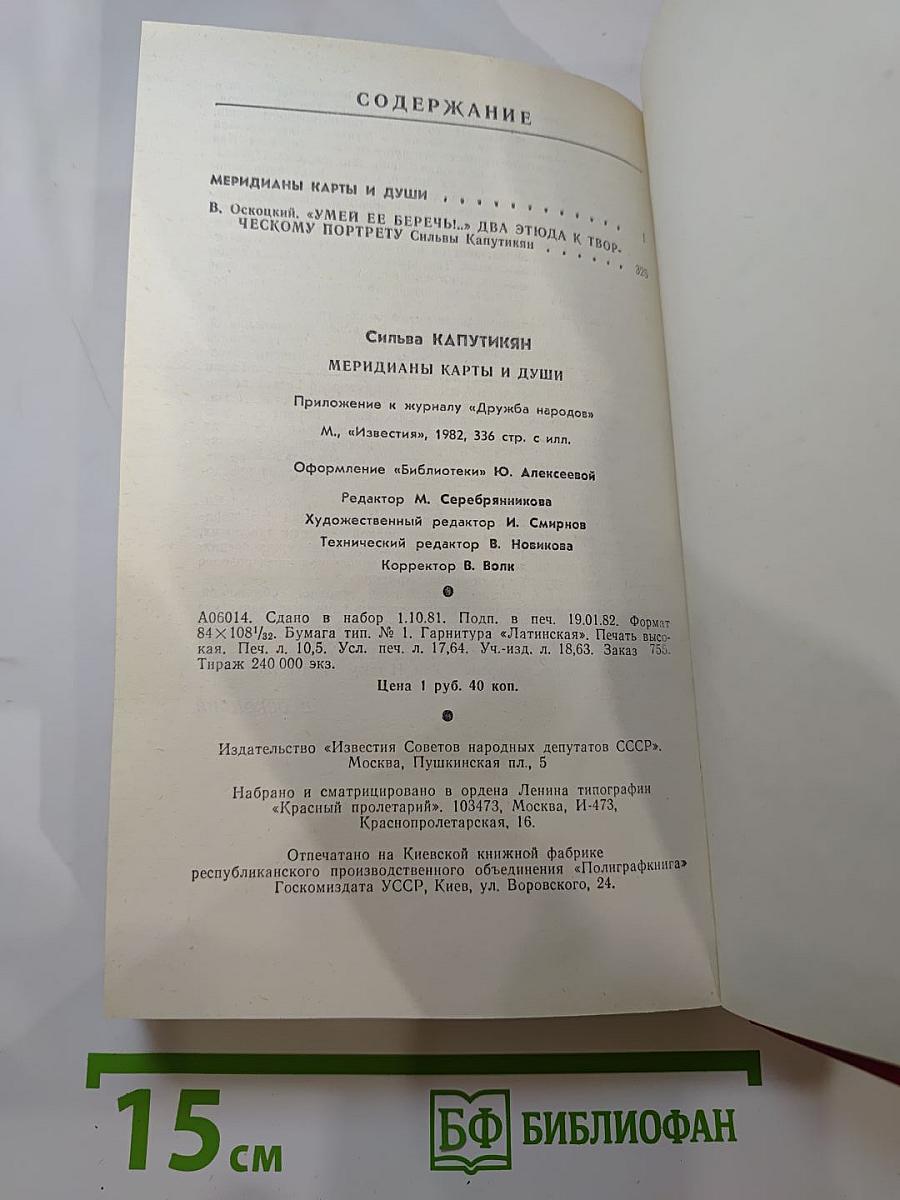 СОДЕРЖАНИЕ
МЕРИДИАНЫ КАРТЫ И ДУШИ . . . . . . . . . . . 1
В. Оскоцкий. «УМЕЙ ЕЕ БЕРЕЧЬ!..» ДВА ЭТЮДА К ТВОР-
ЧЕСКОМУ ПОРТРЕТУ Сильвы Капутикян . . . . . .
Сильва КАПУТИКЯН
МЕРИДИАНЫ КАРТЫ И ДУШИ
Приложение к журналу «Дружба народов»
М., «Известия», 1982, 336 стр. с илл.
Оформление «Библиотеки» Ю. Алексеевой
Редактор М. Серебрянникова
Художественный редактор И. Смирнов
Технический редактор В. Новикова
Корректор В. Волк
А06014. Сдано в набор 1.10.81. Подп. в печ. 19.01.82. Формат
84×108¹/₃₂. Бумага тип. № 1. Гарнитура «Латинская». Печать высо-
кая. Печ. л. 10,5. Усл. печ. л. 17,64. Уч.-изд. л. 18,63. Заказ 755.
Тираж 240 000 экз.
Цена 1 руб. 40 коп.
Издательство «Известия Советов народных депутатов СССР».
Москва, Пушкинская пл., 5
Набрано и сматрицировано в ордена Ленина типографии
«Красный пролетарий». 103473, Москва, И-473,
Краснопролетарская, 16.
Отпечатано на Киевской книжной фабрике
республиканского производственного объединения «Полиграфкнига»
Госкомиздата УССР, Киев, ул. Воровского, 24.
15 см
БФ БИБЛИОФАН